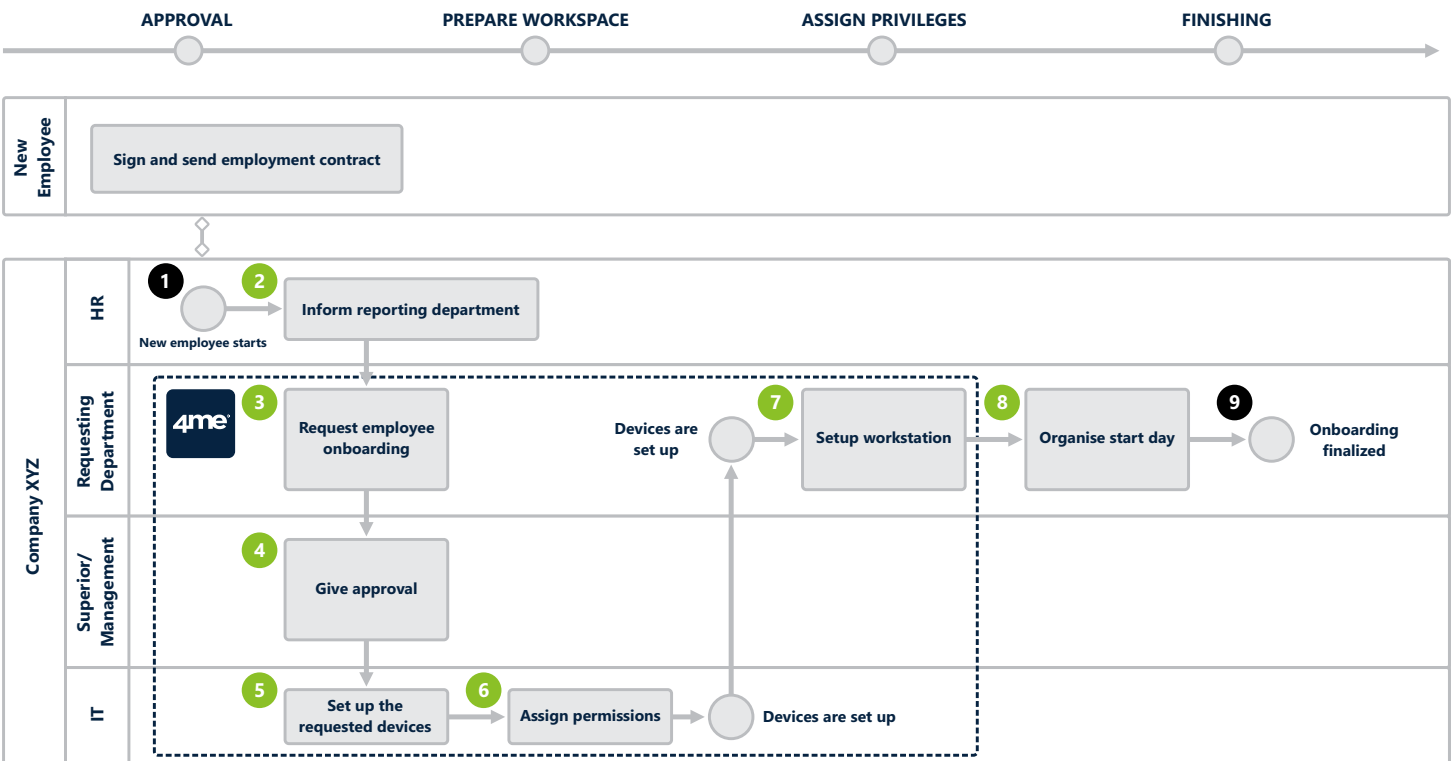 APPROVAL
PREPARE WORKSPACE
ASSIGN PRIVILEGES
FINISHING
New
Employee
Sign and send employment contract
Company XYZ
HR
1
2
New employee starts
Inform reporting department
Requesting
Department
4me
3
Request employee
onboarding
Devices are
set up
7
Setup workstation
8
Organise start day
9
Onboarding
finalized
Superior/
Management
4
Give approval
IT
5
Set up the
requested devices
6
Assign permissions
Devices are set up